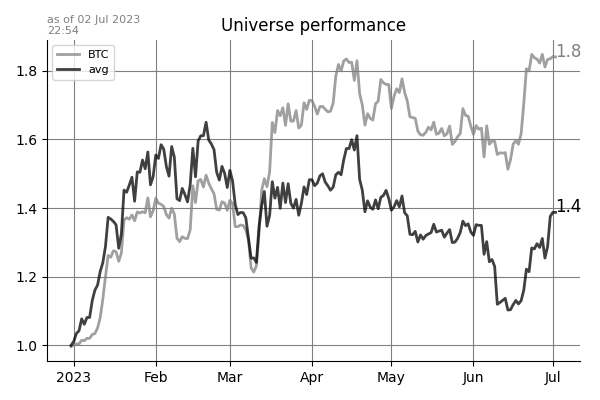 as of 02 Jul 2023
22:54
Universe performance
BTC
avg
1.8
1.4
1.8
1.6
1.4
1.2
1.0
2023
Feb
Mar
Apr
May
Jun
Jul